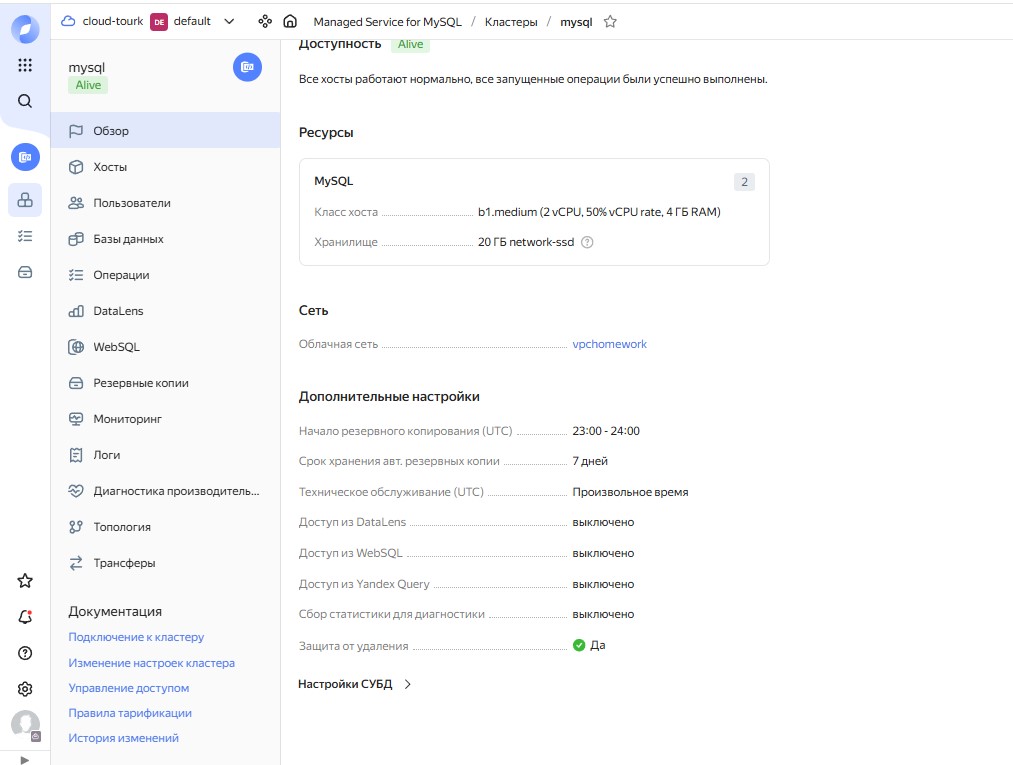 cloud-tourk DE default Managed Service for MySQL / Кластеры / mysql
mysql
Alive
Обзор
Хосты
Пользователи
Базы данных
Операции
DataLens
WebSQL
Резервные копии
Мониторинг
Логи
Диагностика производитель...
Топология
Трансферы
Документация
Подключение к кластеру
Изменение настроек кластера
Управление доступом
Правила тарификации
История изменений
Доступность Alive
Все хосты работают нормально, все запущенные операции были успешно выполнены.
Ресурсы
MySQL 2
Класс хоста b1.medium (2 vCPU, 50% vCPU rate, 4 ГБ RAM)
Хранилище 20 ГБ network-ssd
Сеть
Облачная сеть vpchomework
Дополнительные настройки
Начало резервного копирования (UTC) 23:00 - 24:00
Срок хранения авт. резервных копии 7 дней
Техническое обслуживание (UTC) Произвольное время
Доступ из DataLens выключено
Доступ из WebSQL выключено
Доступ из Yandex Query выключено
Сбор статистики для диагностики выключено
Защита от удаления Да
Настройки СУБД